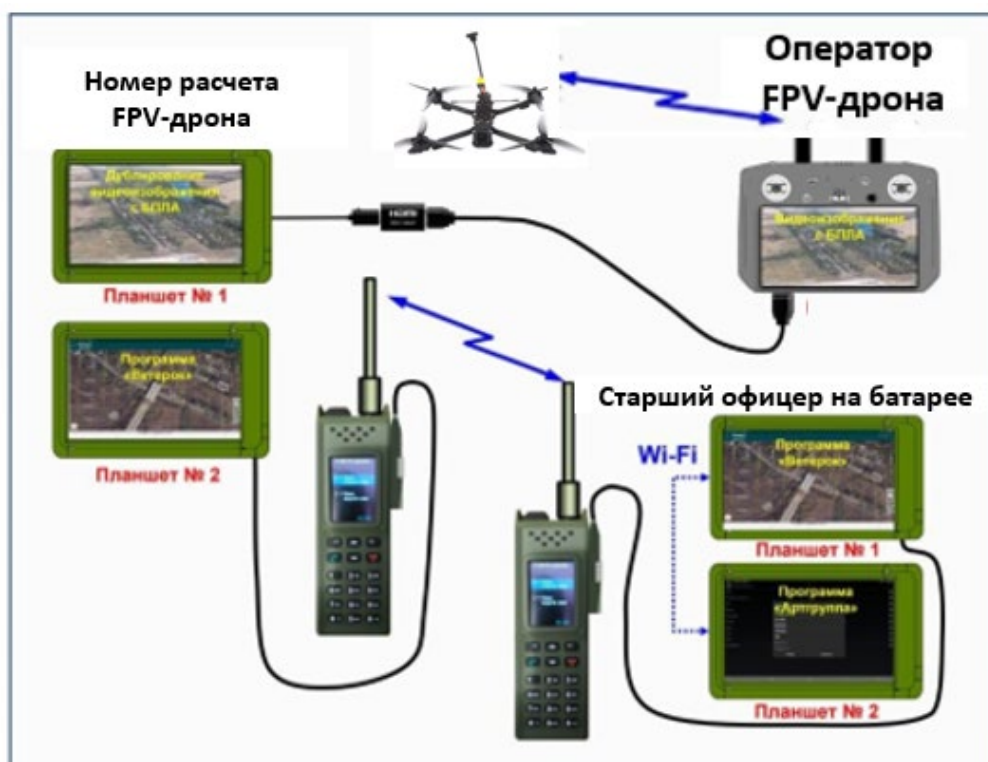 Номер расчета
FPV-дрона
Оператор
FPV-дрона
Дублирование
видеоизображения
с БПЛА
HDMI
Видеоизображение
с БПЛА
Планшет № 1
Программа
«Ветерок»
Планшет № 2
Старший офицер на батарее
Wi-Fi
Программа
«Ветерок»
Планшет № 1
Программа
«Артгруппа»
Планшет № 2